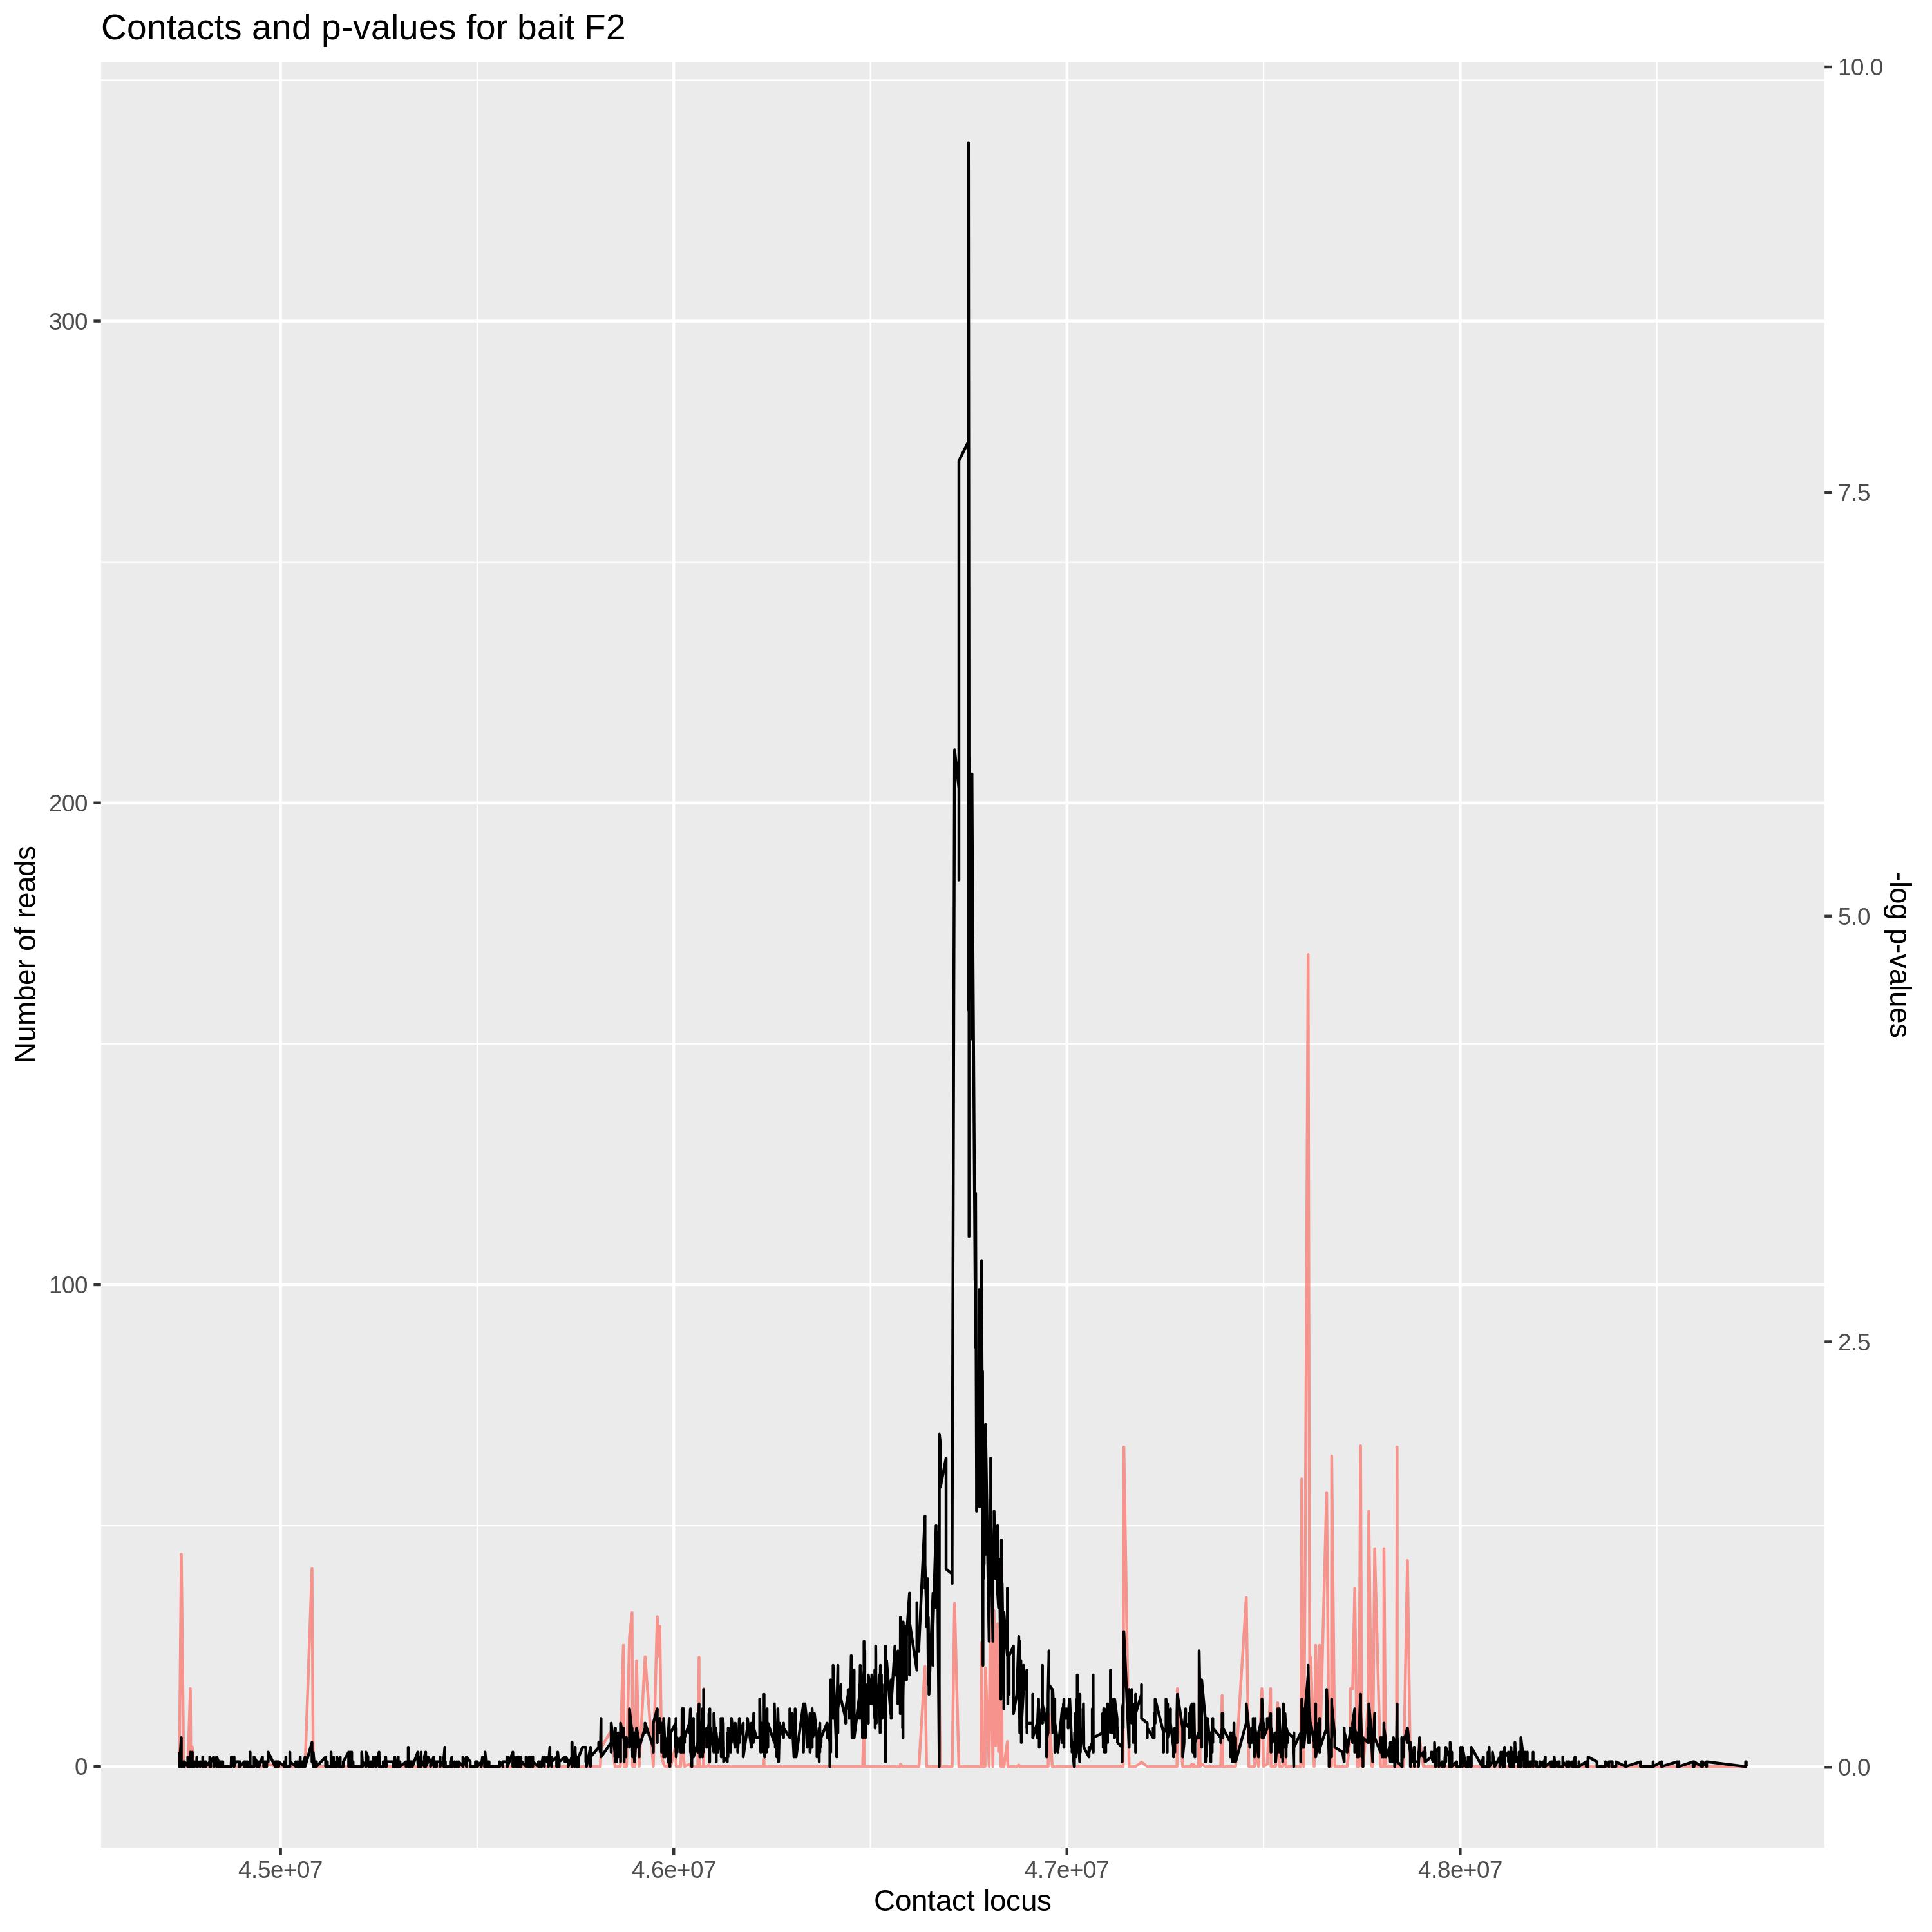 Contacts and p-values for bait F2
10.0
7.5
5.0
2.5
0.0
-log p-values
300
200
100
0
Number of reads
4.5e+07
4.6e+07
4.7e+07
4.8e+07
Contact locus